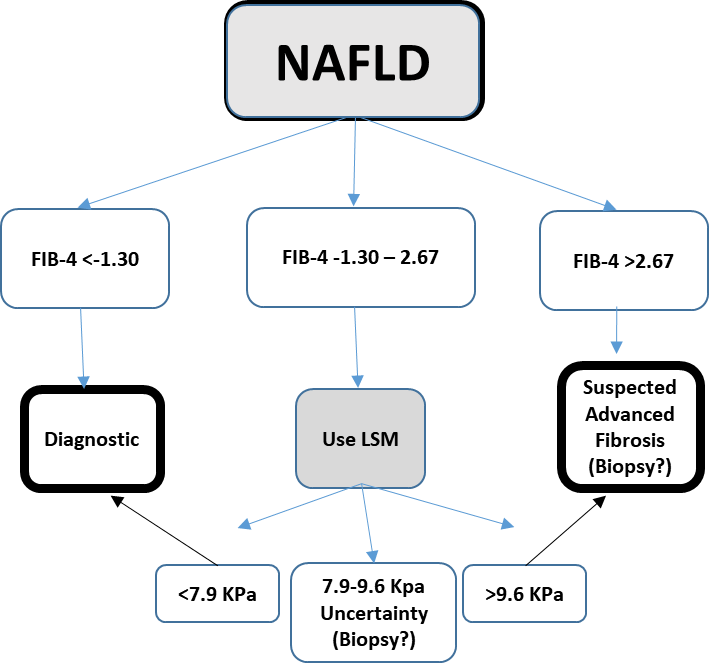 NAFLD
FIB-4 <-1.30
FIB-4 -1.30 – 2.67
FIB-4 >2.67
Diagnostic
Use LSM
Suspected
Advanced
Fibrosis
(Biopsy?)
<7.9 KPa
7.9-9.6 Kpa
Uncertainty
(Biopsy?)
>9.6 KPa